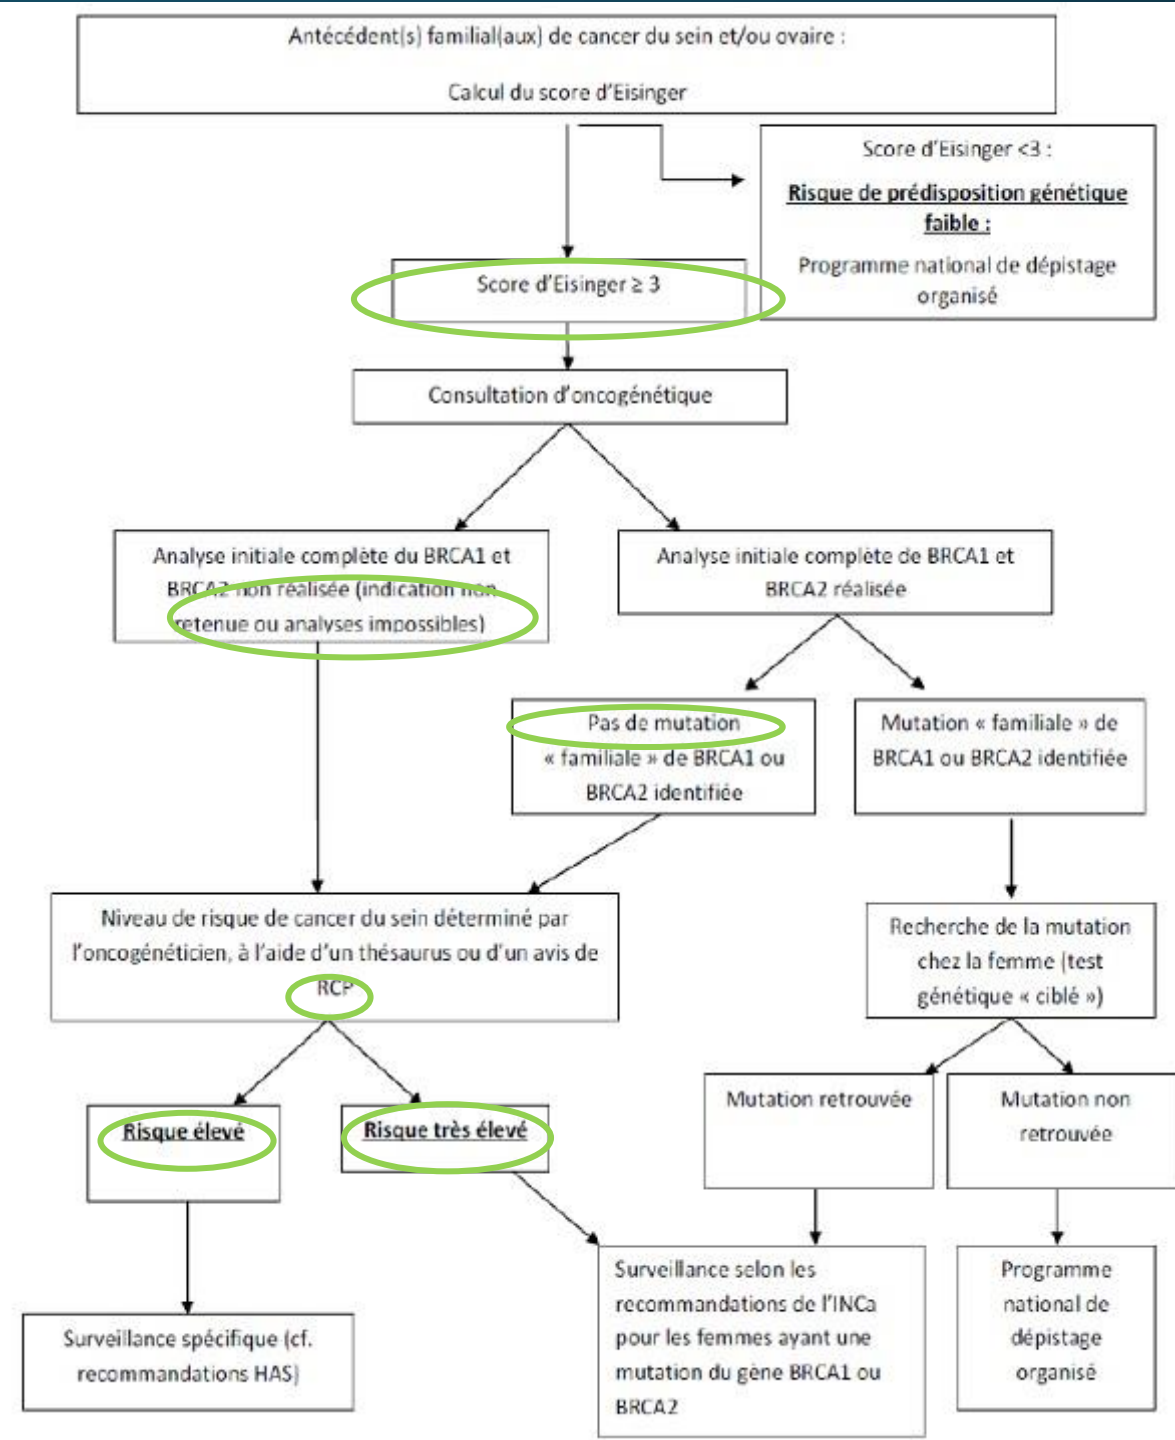 Antécédent(s) familial(aux) de cancer du sein et/ou ovaire :
Calcul du score d'Eisinger
Score d'Eisinger <3 :
Risque de prédisposition génétique
faible :
Programme national de dépistage
organisé
Score d'Eisinger ≥ 3
Consultation d'oncogénétique
Analyse initiale complète du BRCA1 et
BRCA2 non réalisée (indication non
retenue ou analyses impossibles)
Analyse initiale complète de BRCA1 et
BRCA2 réalisée
Pas de mutation
« familiale » de BRCA1 ou
BRCA2 identifiée
Mutation « familiale » de
BRCA1 ou BRCA2 identifiée
Niveau de risque de cancer du sein déterminé par
l'oncogénéticien, à l'aide d'un thésaurus ou d'un avis de
RCP
Recherche de la mutation
chez la femme (test
génétique « ciblé »)
Risque élevé
Risque très élevé
Mutation retrouvée
Mutation non
retrouvée
Surveillance spécifique (cf.
recommandations HAS)
Surveillance selon les
recommandations de l'INCa
pour les femmes ayant une
mutation du gène BRCA1 ou
BRCA2
Programme
national de
dépistage
organisé